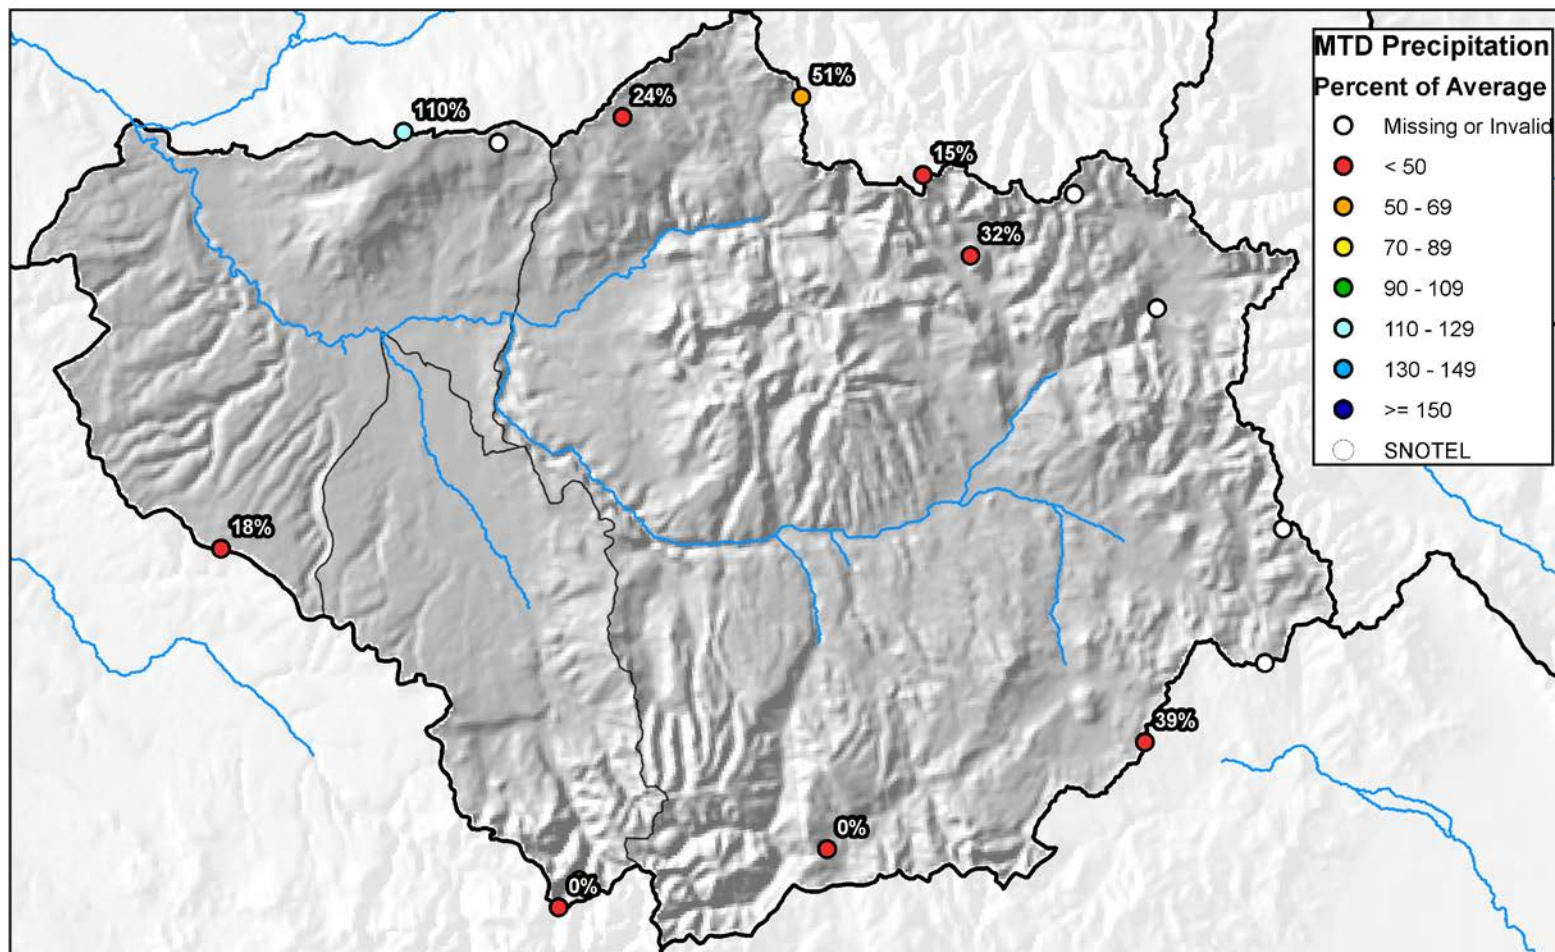 MTD Precipitation
Percent of Average
Missing or Invalid
< 50
50 - 69
70 - 89
90 - 109
110 - 129
130 - 149
>= 150
SNOTEL
51%
24%
110%
15%
32%
18%
39%
0%
0%